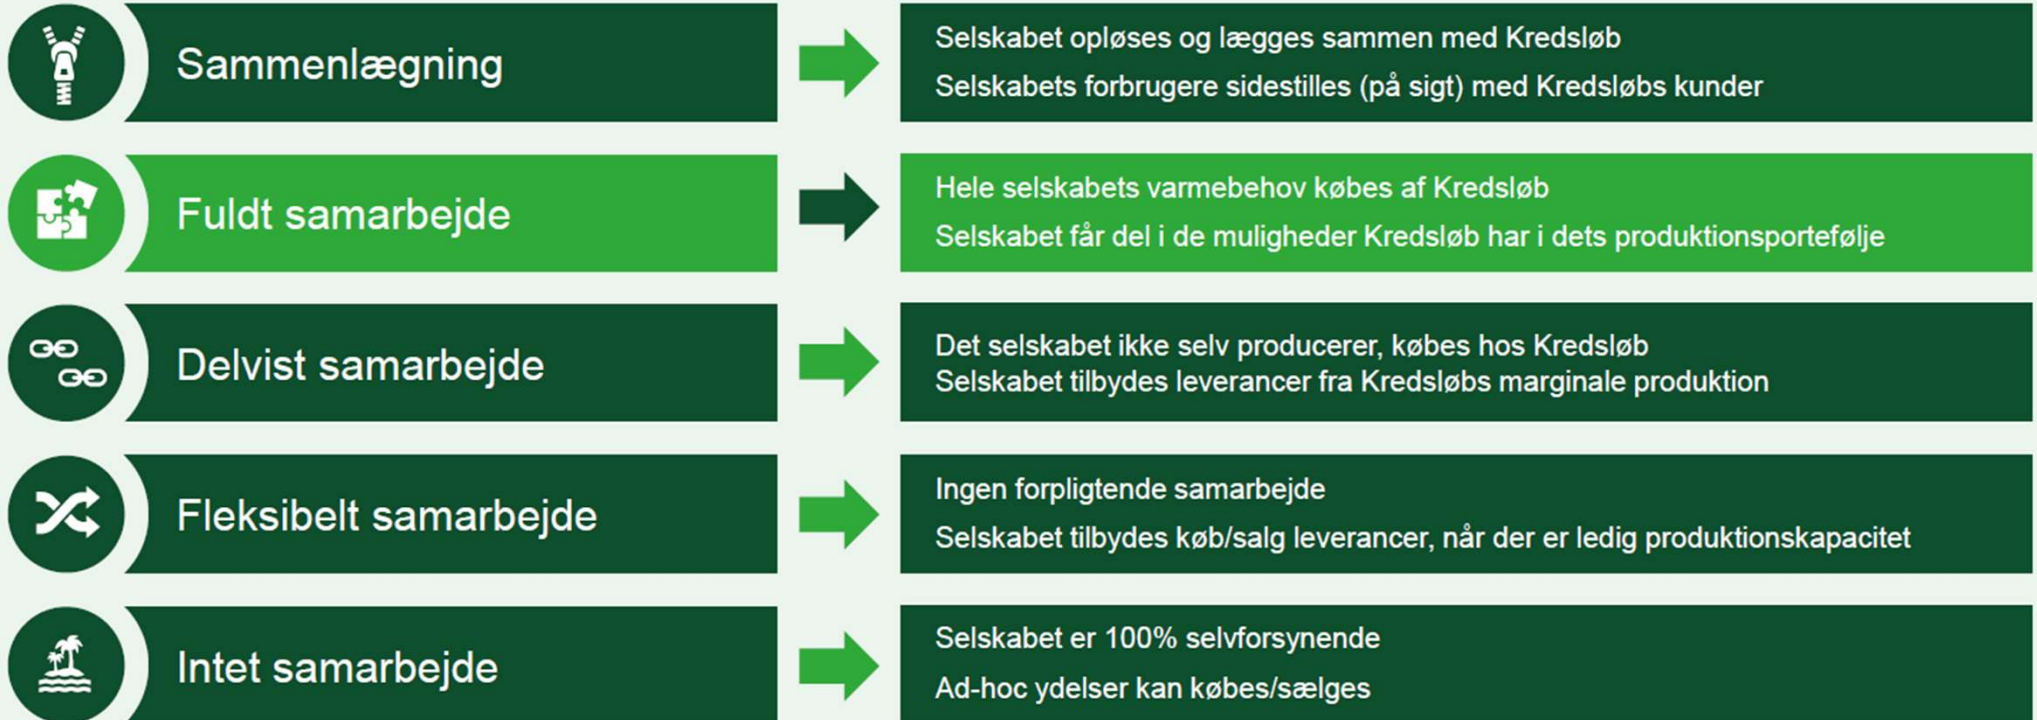 Sammenlægning
Selskabet opløses og lægges sammen med Kredsløb
Selskabets forbrugere sidestilles (på sigt) med Kredsløbs kunder
Fuldt samarbejde
Hele selskabets varmebehov købes af Kredsløb
Selskabet får del i de muligheder Kredsløb har i dets produktionsportefølje
Delvist samarbejde
Det selskabet ikke selv producerer, købes hos Kredsløb
Selskabet tilbydes leverancer fra Kredsløbs marginale produktion
Fleksibelt samarbejde
Ingen forpligtende samarbejde
Selskabet tilbydes køb/salg leverancer, når der er ledig produktionskapacitet
Intet samarbejde
Selskabet er 100% selvforsynende
Ad-hoc ydelser kan købes/sælges